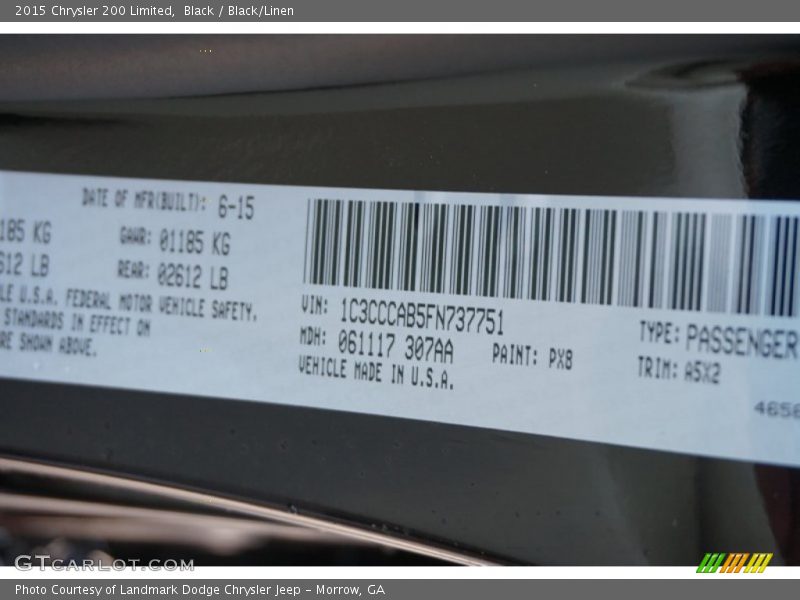 2015 Chrysler 200 Limited, Black / Black/Linen
DATE OF MFR(BUILT): 6-15
185 KG GAWR: 01185 KG
612 LB REAR: 02612 LB
LE U.S.A. FEDERAL MOTOR VEHICLE SAFETY,
STANDARDS IN EFFECT ON
RE SHOWN ABOVE.
VIN: 1C3CCCAB5FN737751
MDH: 061117 307AA PAINT: PX8
VEHICLE MADE IN U.S.A.
TYPE: PASSENGER
TRIM: A5X2
4658
GTCARLOT.COM
Photo Courtesy of Landmark Dodge Chrysler Jeep – Morrow, GA